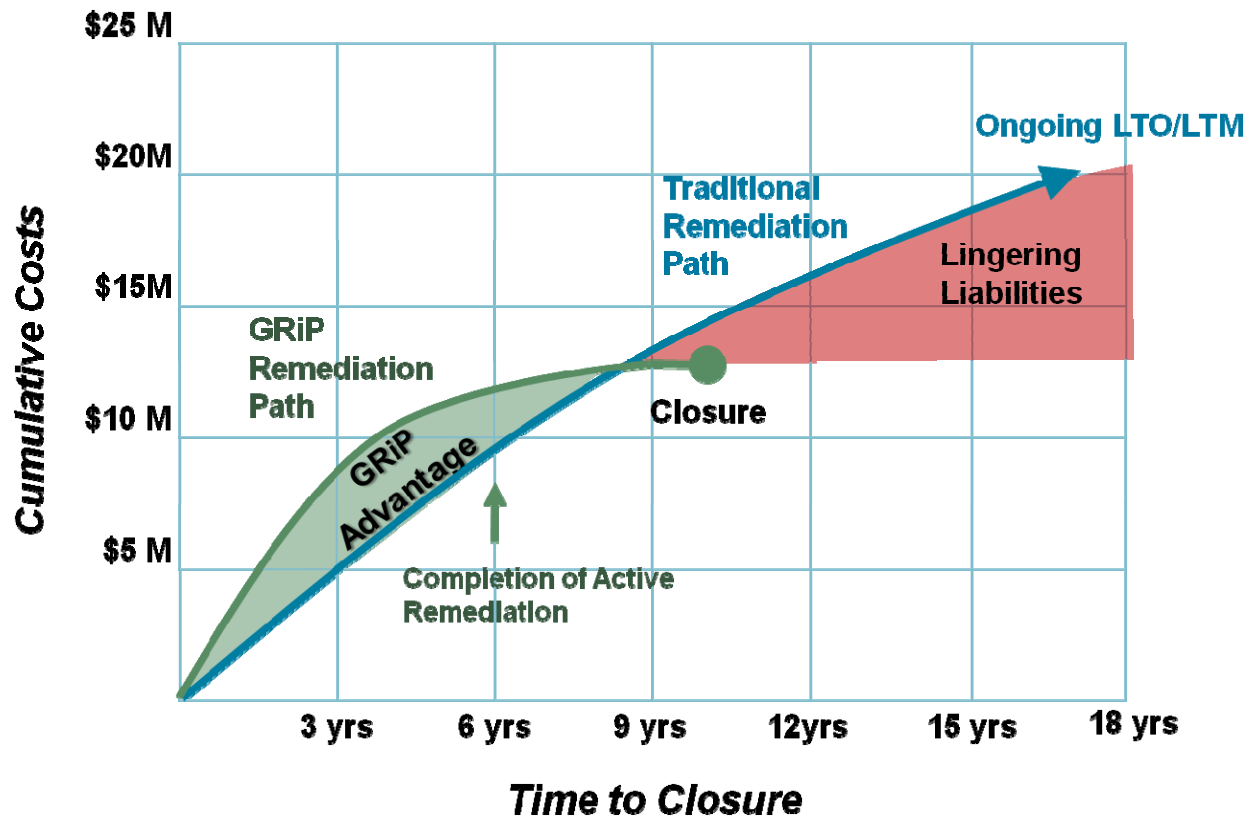 $25 M
$20M
$15M
$10 M
$5 M
Cumulative Costs
Ongoing LTO/LTM
Traditional
Remediation
Path
Lingering
Liabilities
GRiP
Remediation
Path
Closure
GRiP
Advantage
Completion of Active
Remediation
3 yrs
6 yrs
9 yrs
12yrs
15 yrs
18 yrs
Time to Closure